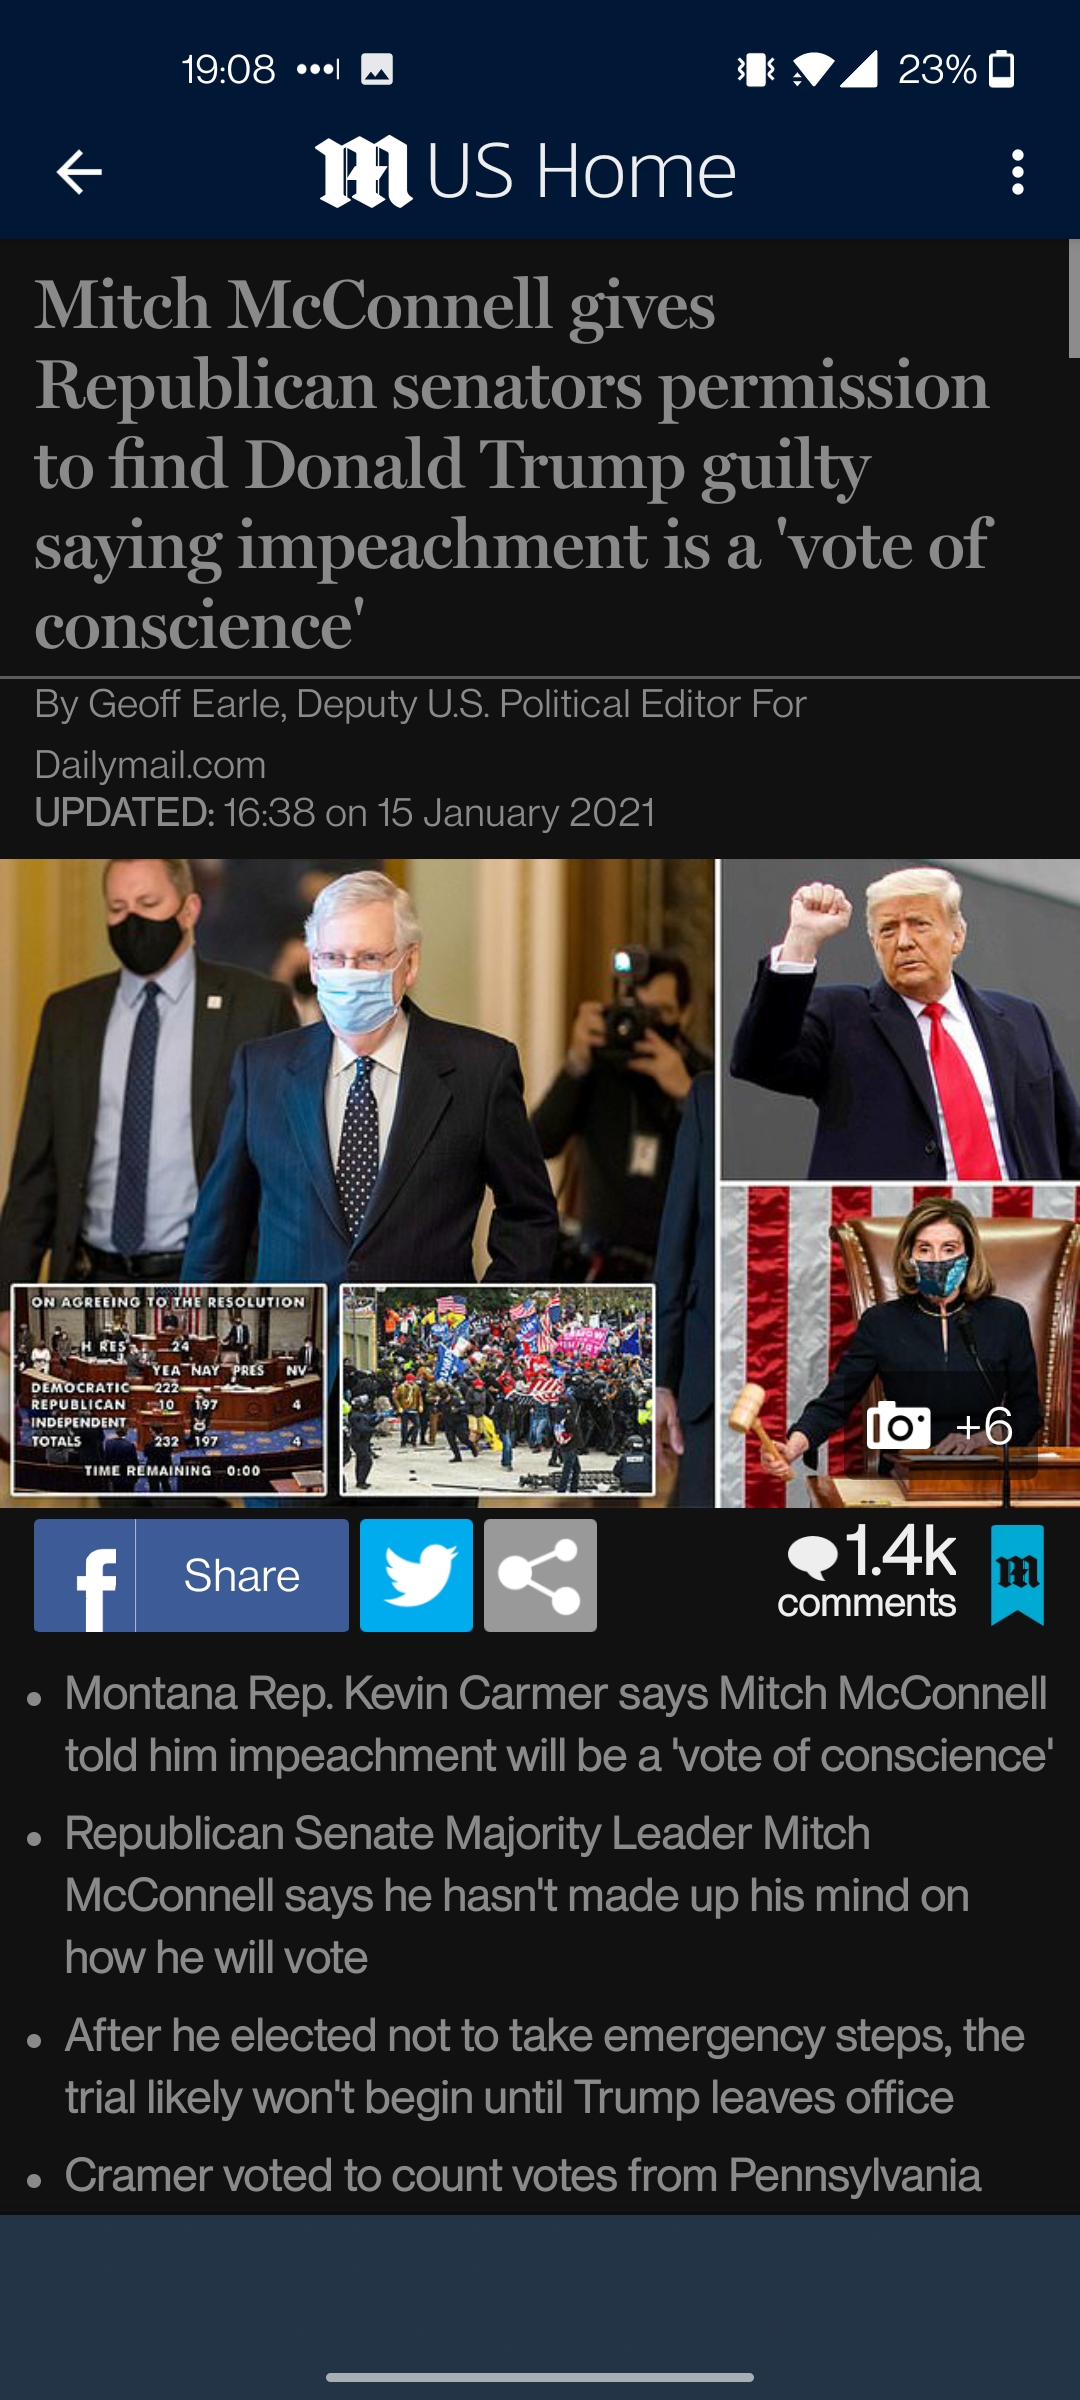 19:08
23%
US Home
Mitch McConnell gives
Republican senators permission
to find Donald Trump guilty
saying impeachment is a 'vote of
conscience'
By Geoff Earle, Deputy U.S. Political Editor For
Dailymail.com
UPDATED: 16:38 on 15 January 2021
ON AGREEING TO THE RESOLUTION
H RES 24
YEA NAY PRES NV
DEMOCRATIC 222
REPUBLICAN 10 197 4
INDEPENDENT
TOTALS 232 197 4
TIME REMAINING 0:00
+6
Share
1.4k
comments
• Montana Rep. Kevin Carmer says Mitch McConnell
told him impeachment will be a 'vote of conscience'
• Republican Senate Majority Leader Mitch
McConnell says he hasn't made up his mind on
how he will vote
• After he elected not to take emergency steps, the
trial likely won't begin until Trump leaves office
• Cramer voted to count votes from Pennsylvania